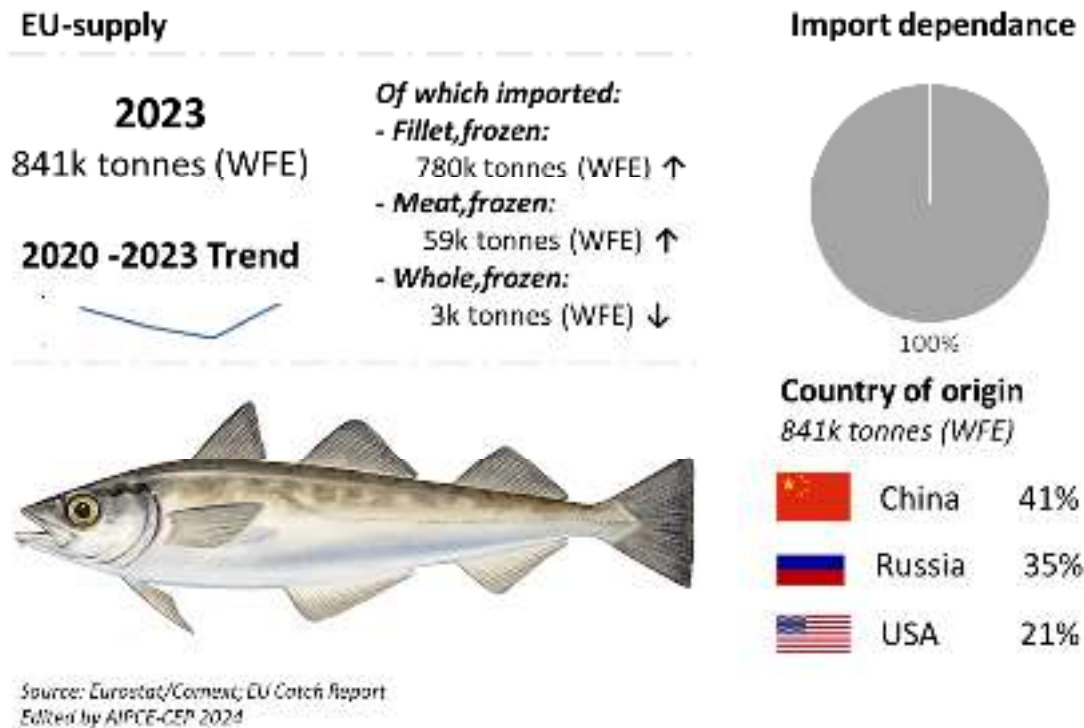 EU-supply
2023
841k tonnes (WFE)
2020 -2023 Trend
Of which imported:
- Fillet,frozen:
780k tonnes (WFE) ↑
- Meat,frozen:
59k tonnes (WFE) ↑
- Whole,frozen:
3k tonnes (WFE) ↓
Import dependance
100%
Country of origin
841k tonnes (WFE)
China 41%
Russia 35%
USA 21%
Source: Eurostat/Comext; EU Catch Report
Edited by AIPCE-CEP 2024